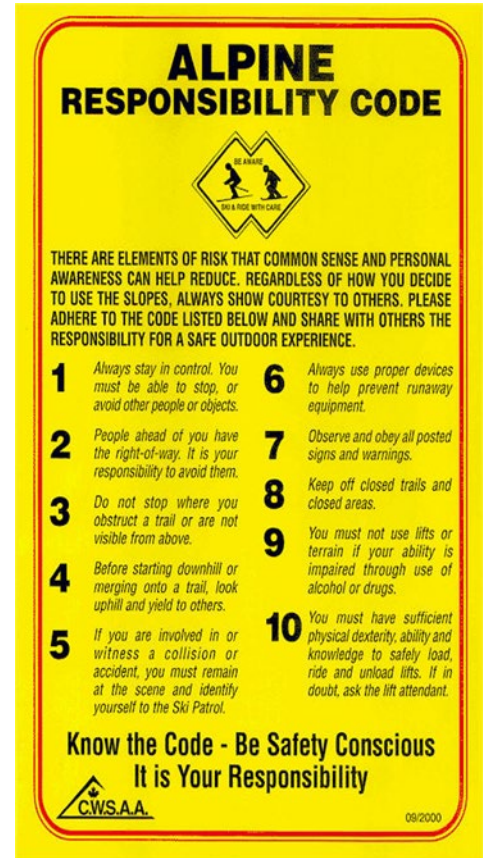 ALPINE
RESPONSIBILITY CODE
BE AWARE
SKI & RIDE WITH CARE
THERE ARE ELEMENTS OF RISK THAT COMMON SENSE AND PERSONAL
AWARENESS CAN HELP REDUCE. REGARDLESS OF HOW YOU DECIDE
TO USE THE SLOPES, ALWAYS SHOW COURTESY TO OTHERS. PLEASE
ADHERE TO THE CODE LISTED BELOW AND SHARE WITH OTHERS THE
RESPONSIBILITY FOR A SAFE OUTDOOR EXPERIENCE.
1 Always stay in control. You
must be able to stop, or
avoid other people or objects.
2 People ahead of you have
the right-of-way. It is your
responsibility to avoid them.
3 Do not stop where you
obstruct a trail or are not
visible from above.
4 Before starting downhill or
merging onto a trail, look
uphill and yield to others.
5 If you are involved in or
witness a collision or
accident, you must remain
at the scene and identify
yourself to the Ski Patrol.
6 Always use proper devices
to help prevent runaway
equipment.
7 Observe and obey all posted
signs and warnings.
8 Keep off closed trails and
closed areas.
9 You must not use lifts or
terrain if your ability is
impaired through use of
alcohol or drugs.
10 You must have sufficient
physical dexterity, ability and
knowledge to safely load,
ride and unload lifts. If in
doubt, ask the lift attendant.
Know the Code - Be Safety Conscious
It is Your Responsibility
C.W.S.A.A.
09/2000